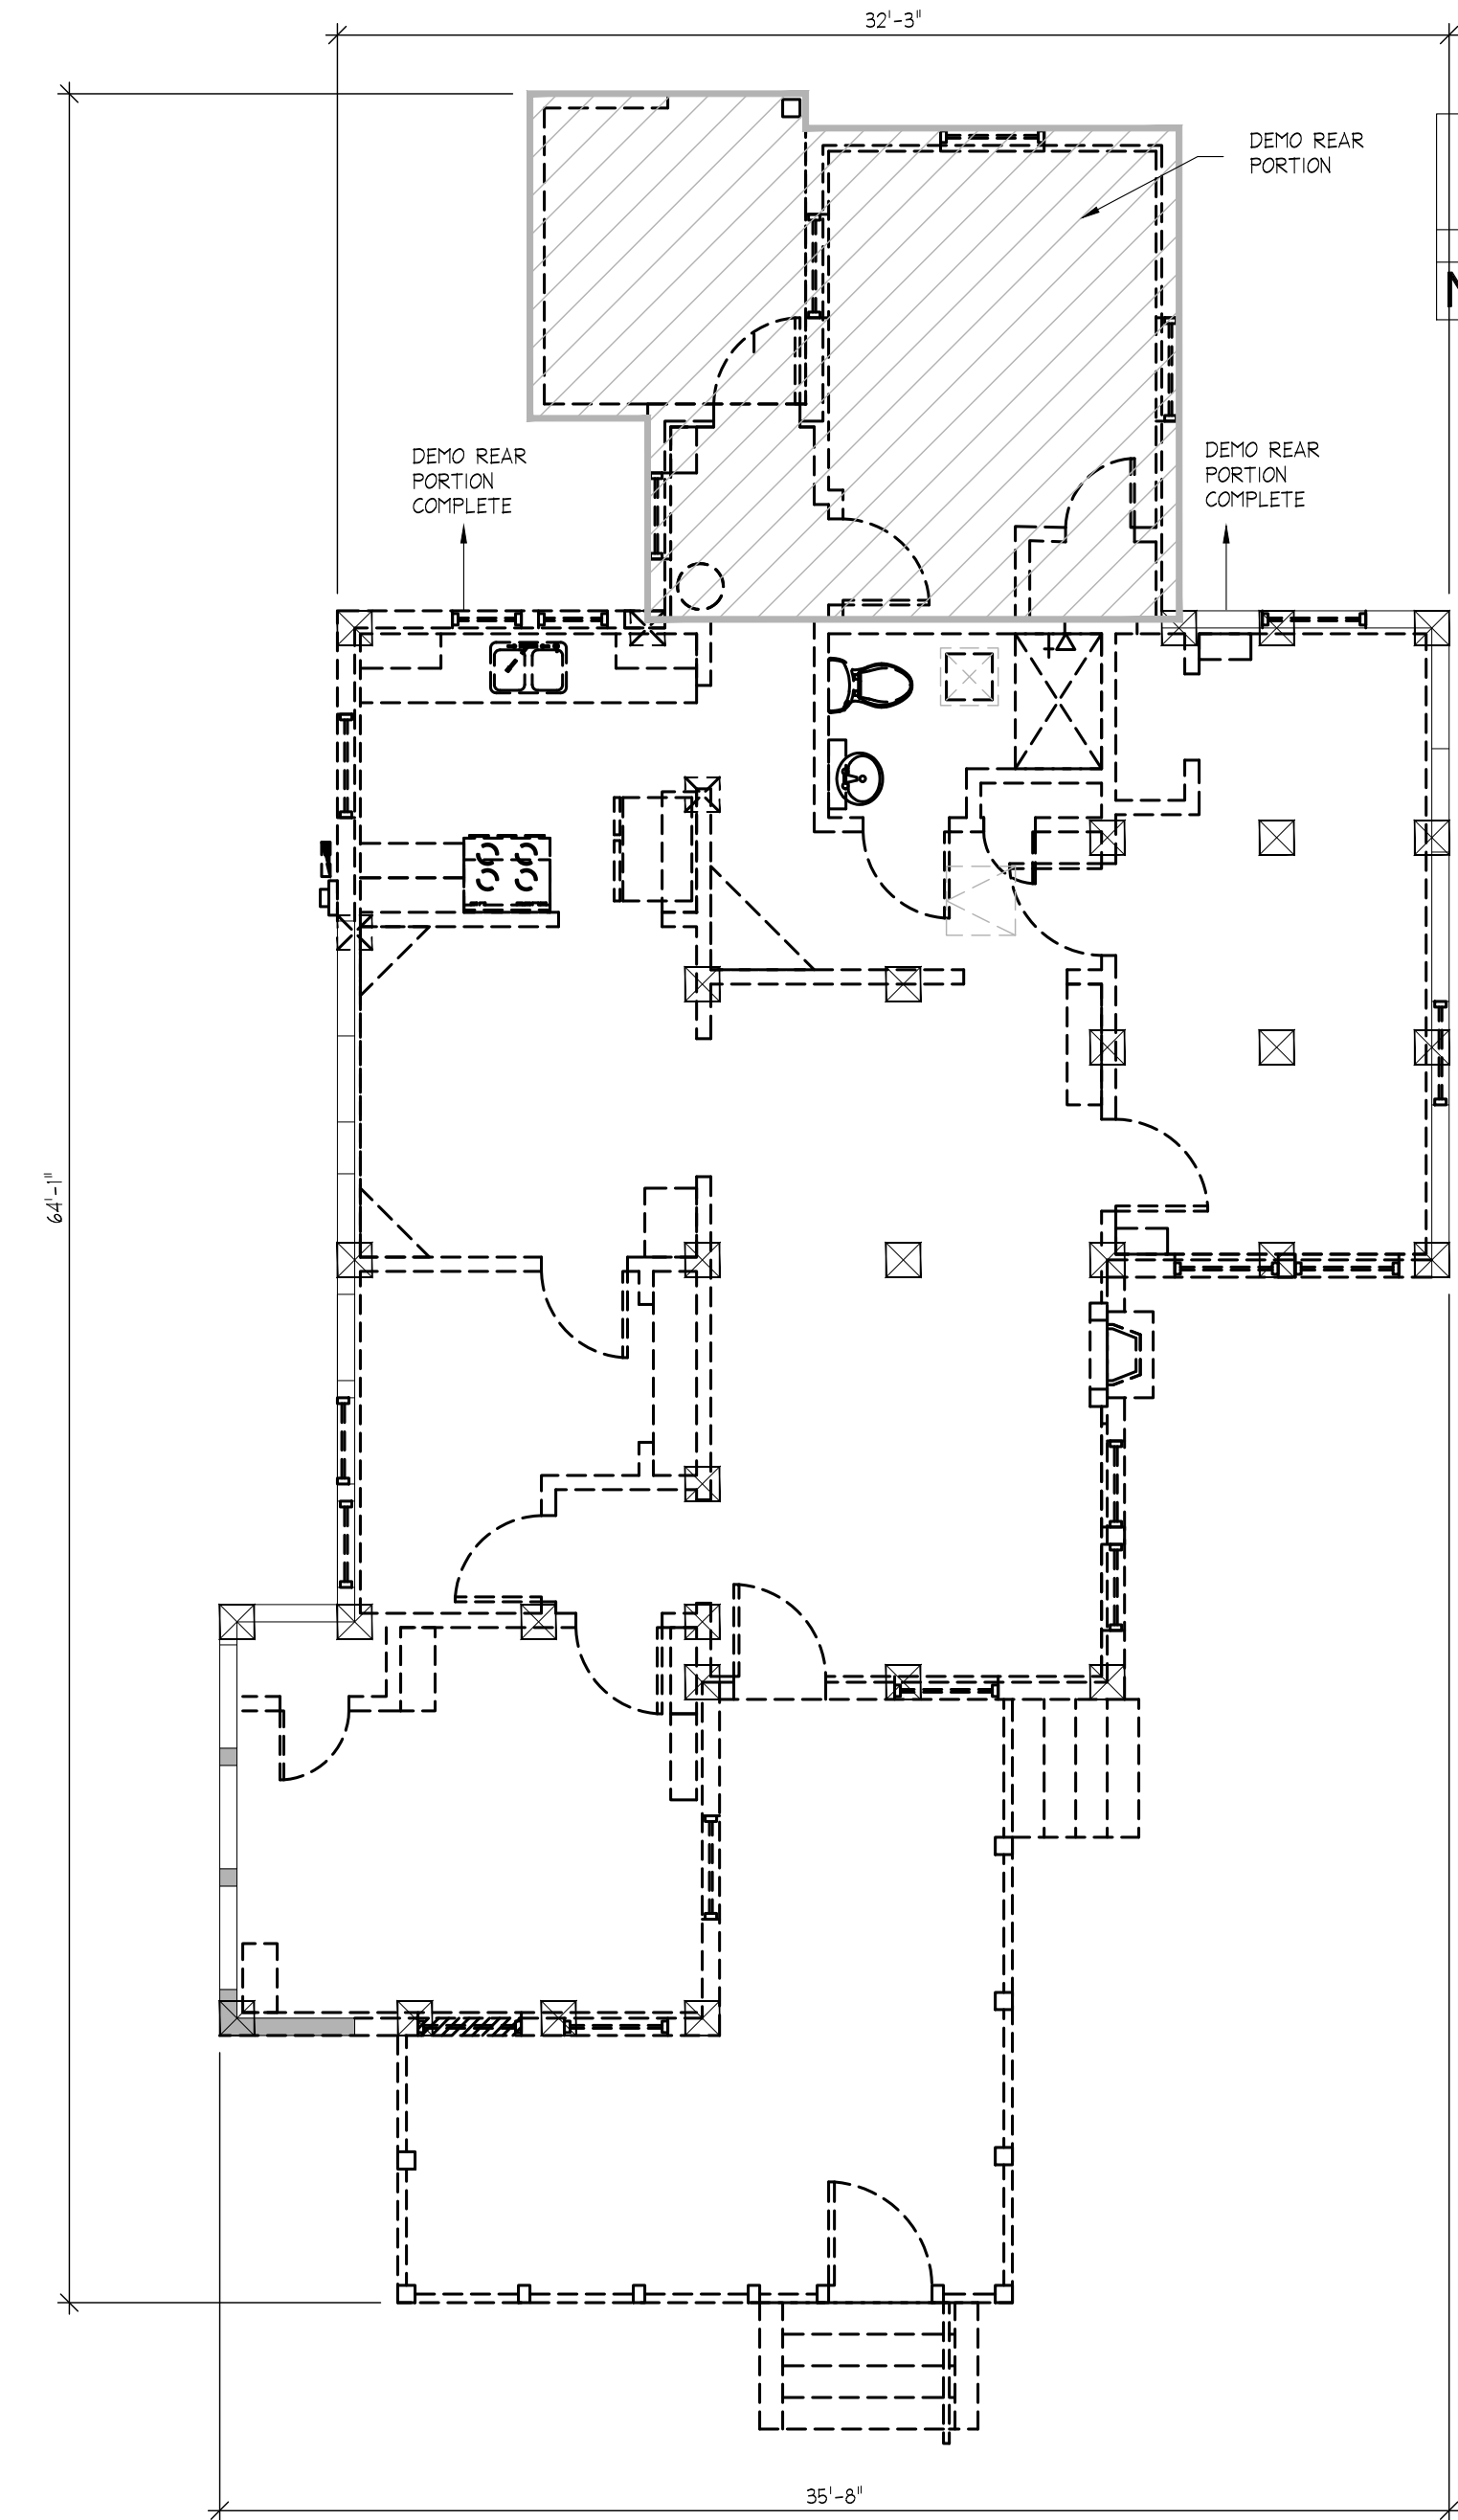 32'-3"
DEMO REAR
PORTION
DEMO REAR
PORTION
COMPLETE
DEMO REAR
PORTION
COMPLETE
64'-1"
35'-8"